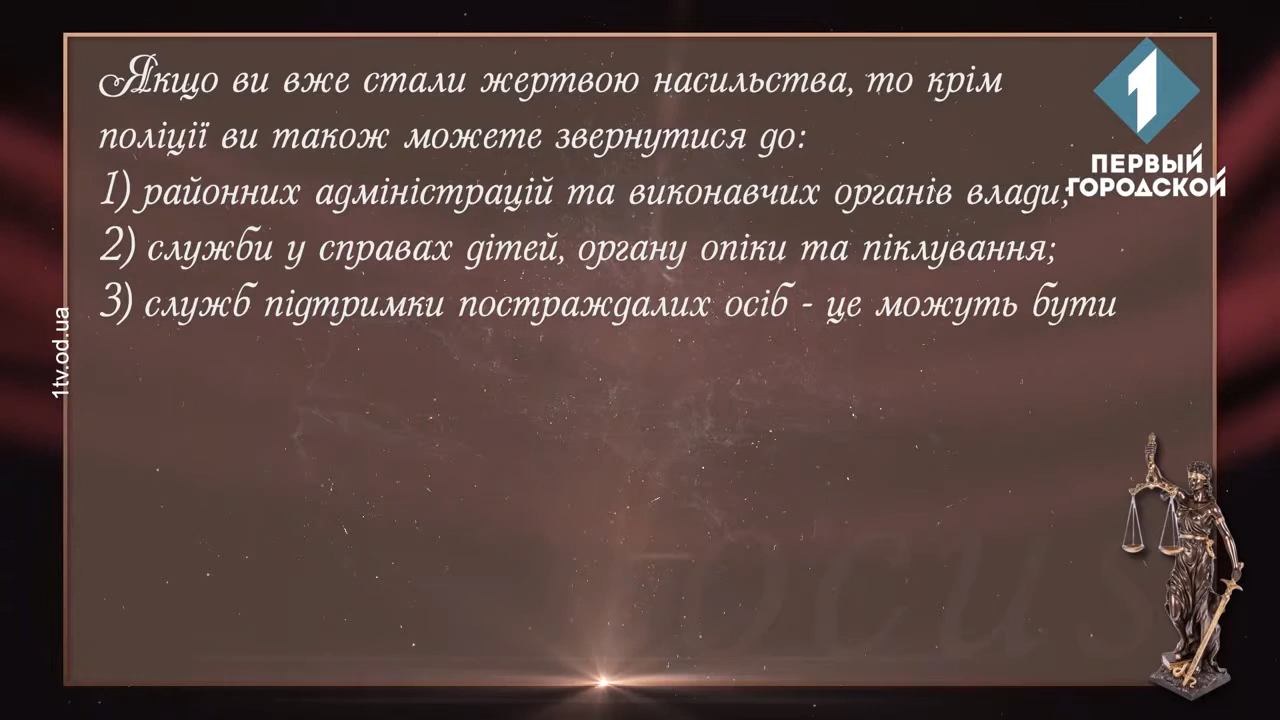 Якщо ви вже стали жертвою насильства, то крім
поліції ви також можете звернутися до:
1) районних адміністрацій та виконавчих органів влади;
2) служби у справах дітей, органу опіки та піклування;
3) служб підтримки постраждалих осіб - це можуть бути
1
ПЕРВЫЙ
ГОРОДСКОЙ
1tv.od.ua
ocus